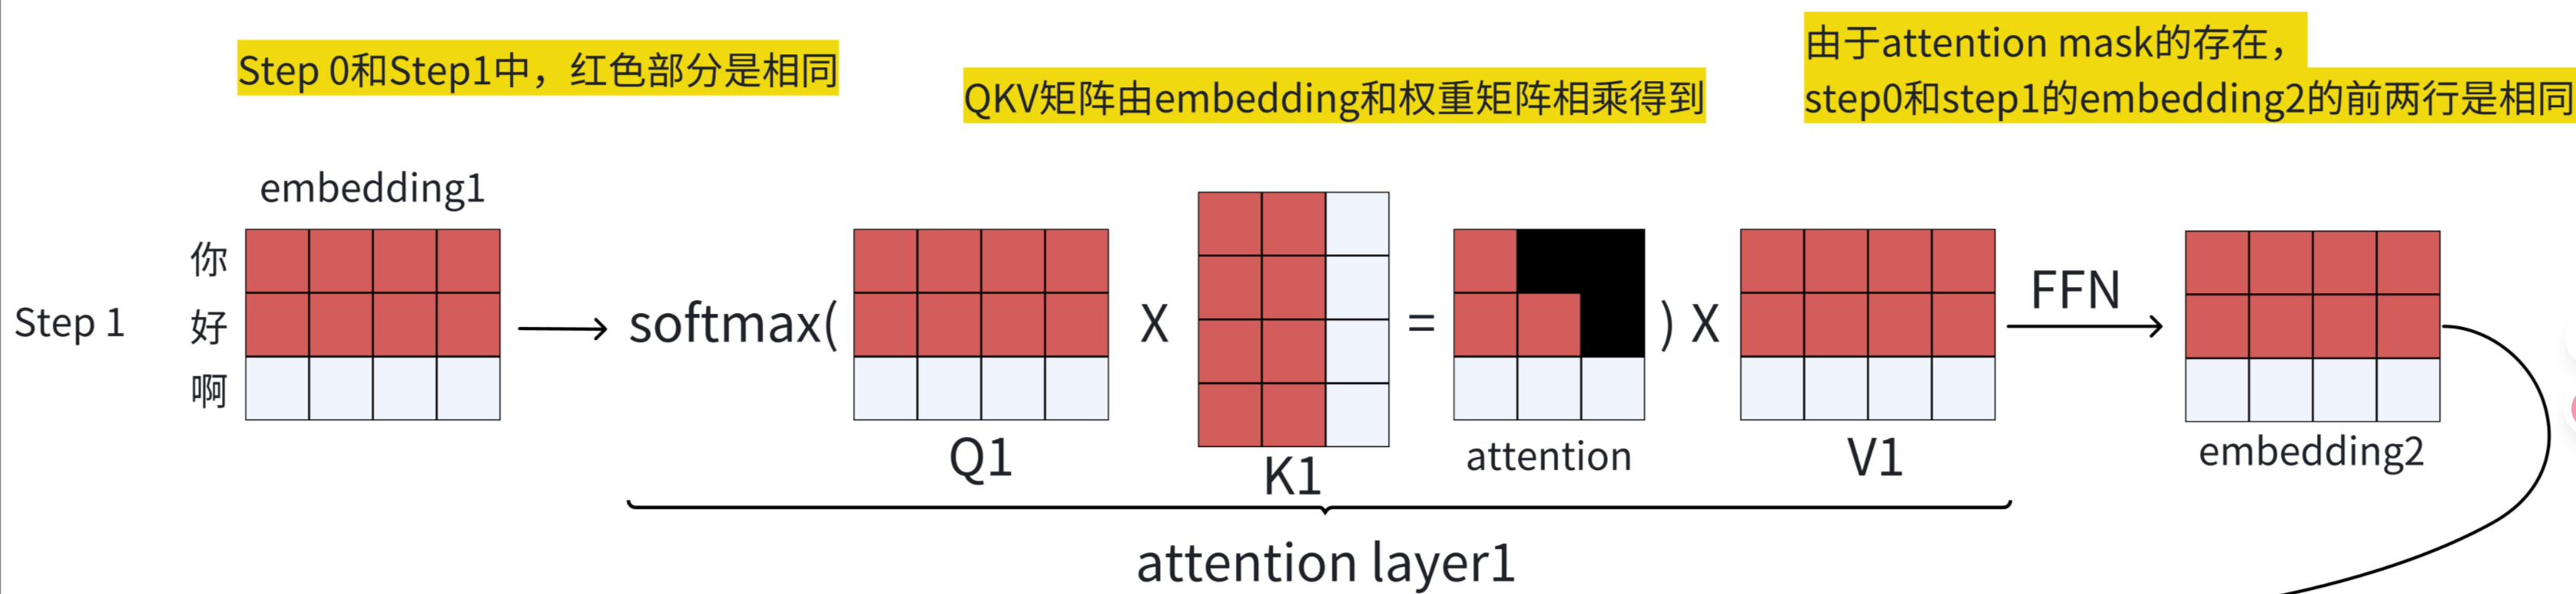 Step 0和Step1中，红色部分是相同
QKV矩阵由embedding和权重矩阵相乘得到
由于attention mask的存在，
step0和step1的embedding2的前两行是相同
embedding1
你
好
啊
Step 1
softmax(
X
=
) X
FFN
Q1
K1
attention
V1
embedding2
attention layer1